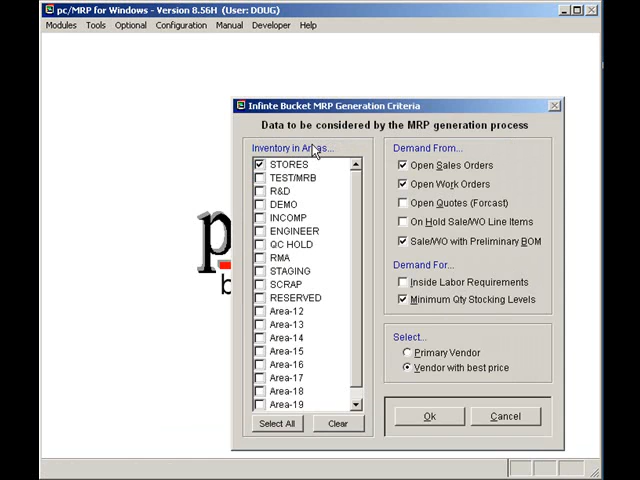 pc/MRP for Windows - Version 8.56H (User: DOUG)
Modules Tools Optional Configuration Manual Developer Help
Infinte Bucket MRP Generation Criteria
Data to be considered by the MRP generation process
Inventory in Areas...
STORES
TEST/MRB
R&D
DEMO
INCOMP
ENGINEER
QC HOLD
RMA
STAGING
SCRAP
RESERVED
Area-12
Area-13
Area-14
Area-15
Area-16
Area-17
Area-18
Area-19
Select All
Clear
Demand From...
Open Sales Orders
Open Work Orders
Open Quotes (Forcast)
On Hold Sale/WO Line Items
Sale/WO with Preliminary BOM
Demand For...
Inside Labor Requirements
Minimum Qty Stocking Levels
Select...
Primary Vendor
Vendor with best price
Ok
Cancel
p
b